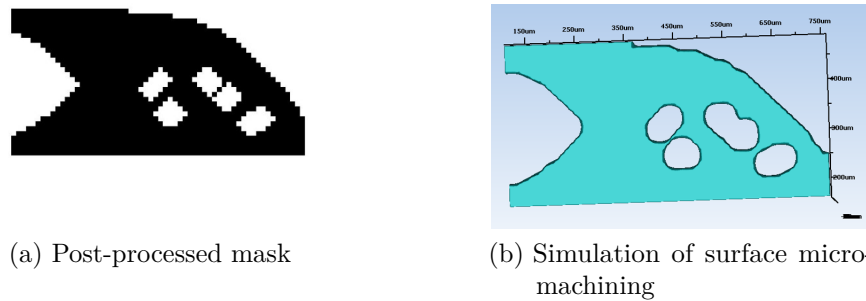 150um 250um 350um 450um 550um 650um 750um
400um
300um
200um
(a) Post-processed mask
(b) Simulation of surface micro-
machining